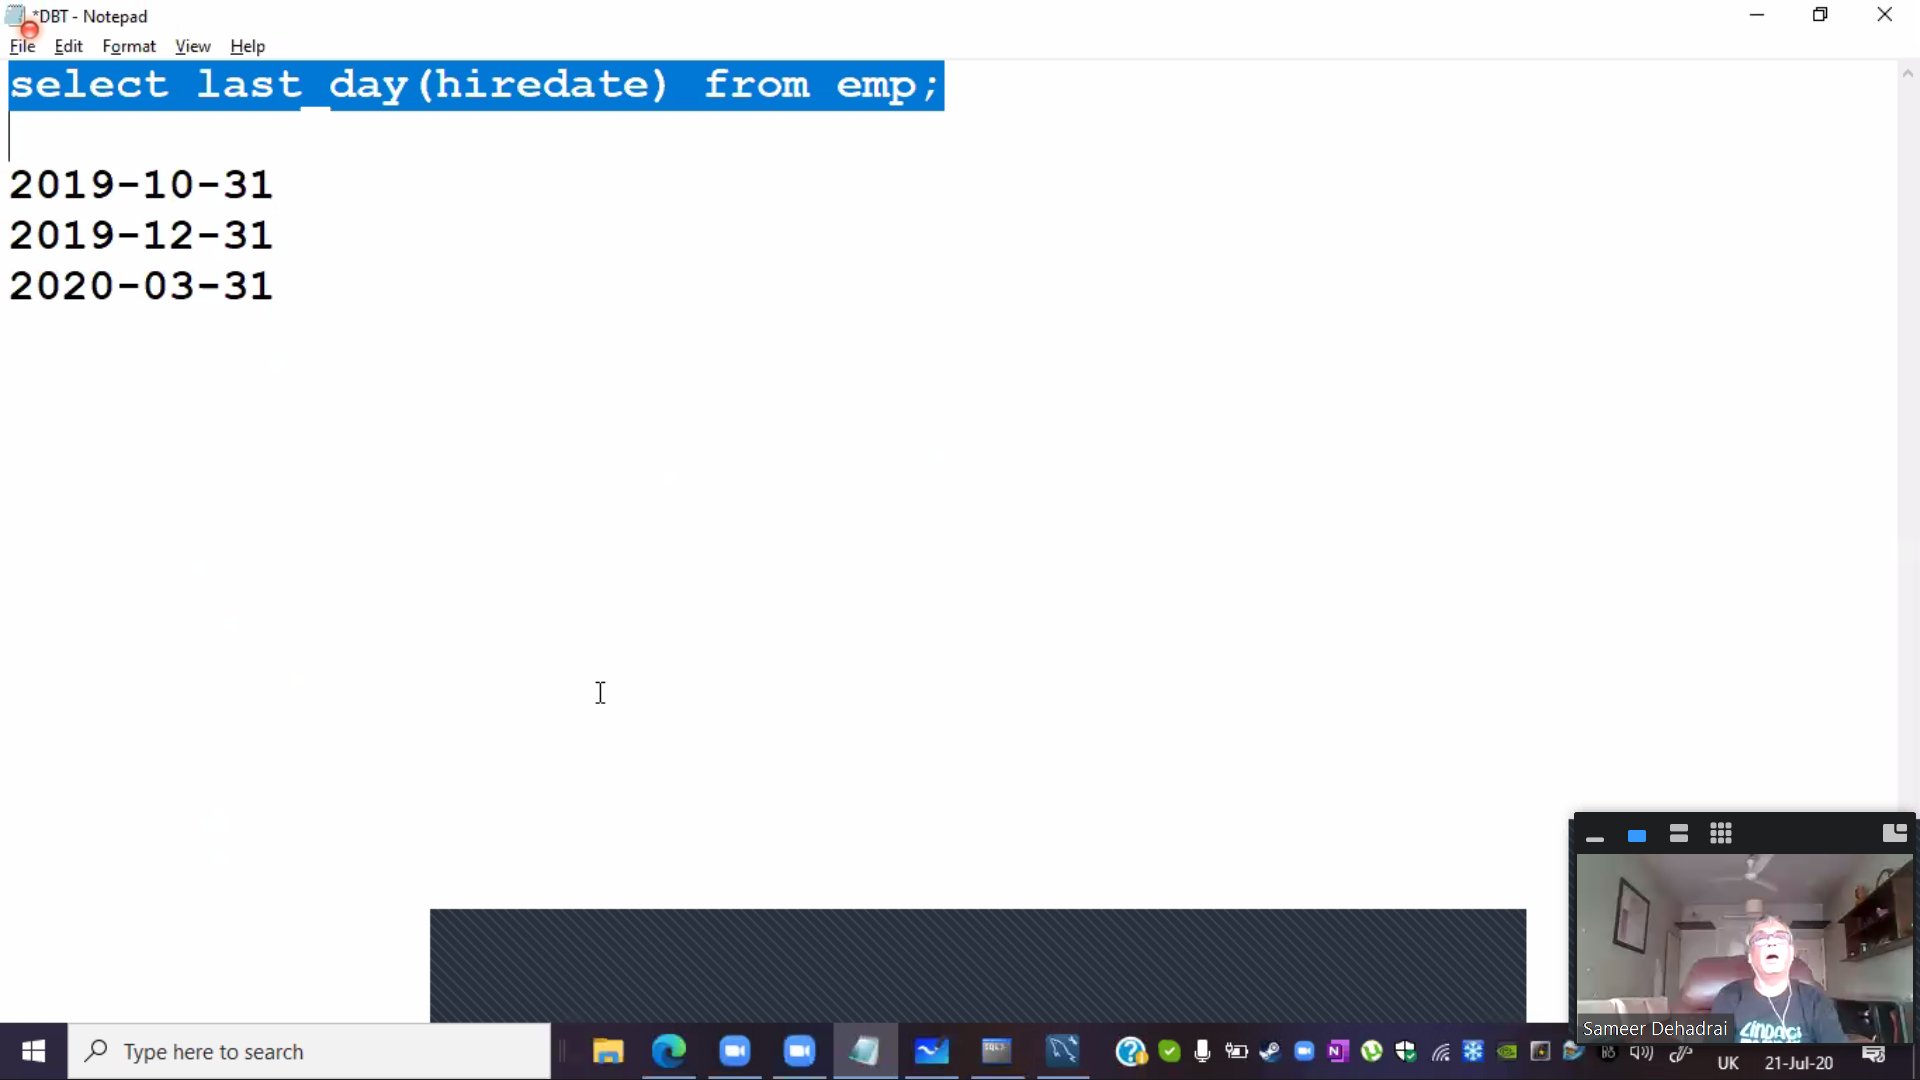 *DBT - Notepad
File Edit Format View Help
select last_day(hiredate) from emp;
2019-10-31
2019-12-31
2020-03-31
Sameer Dehadrai
Type here to search
UK 21-Jul-20